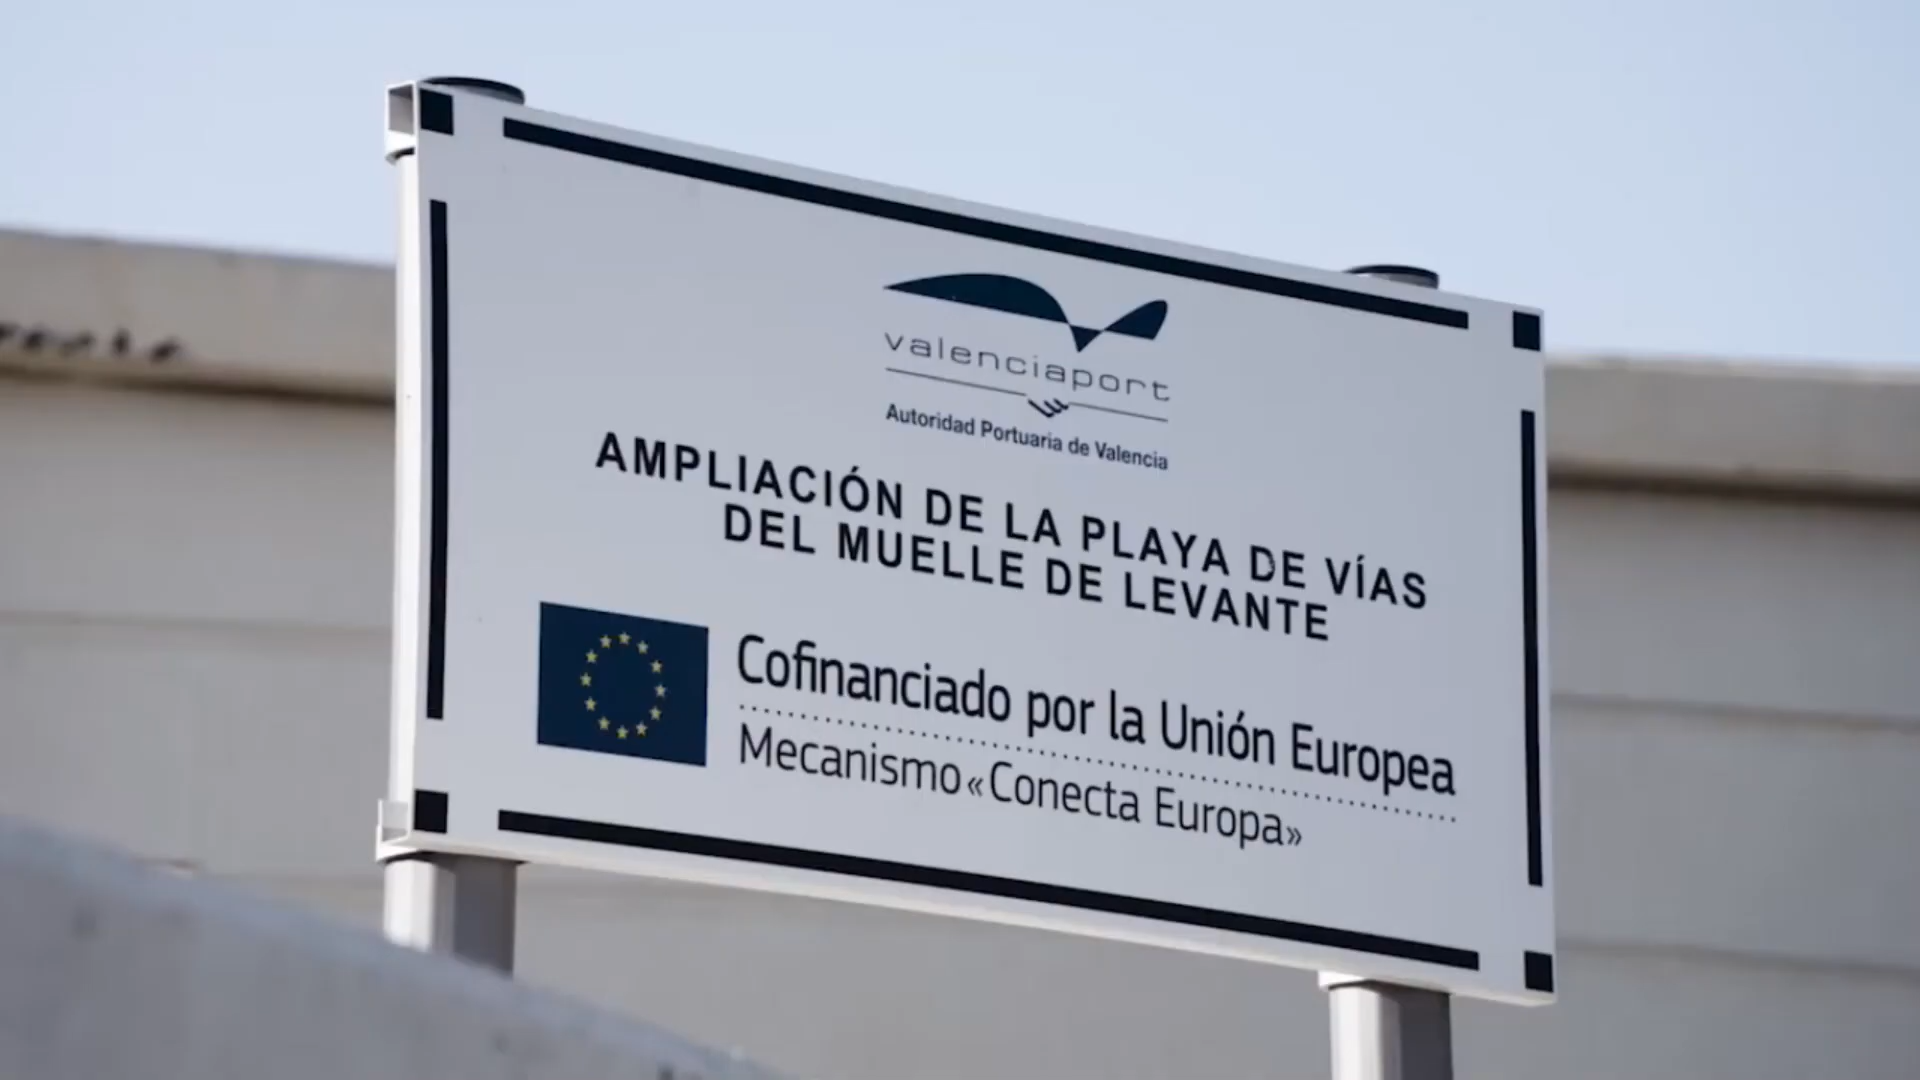 valenciaport
Autoridad Portuaria de Valencia
AMPLIACIÓN DE LA PLAYA DE VÍAS
DEL MUELLE DE LEVANTE
Cofinanciado por la Unión Europea
Mecanismo «Conecta Europa»